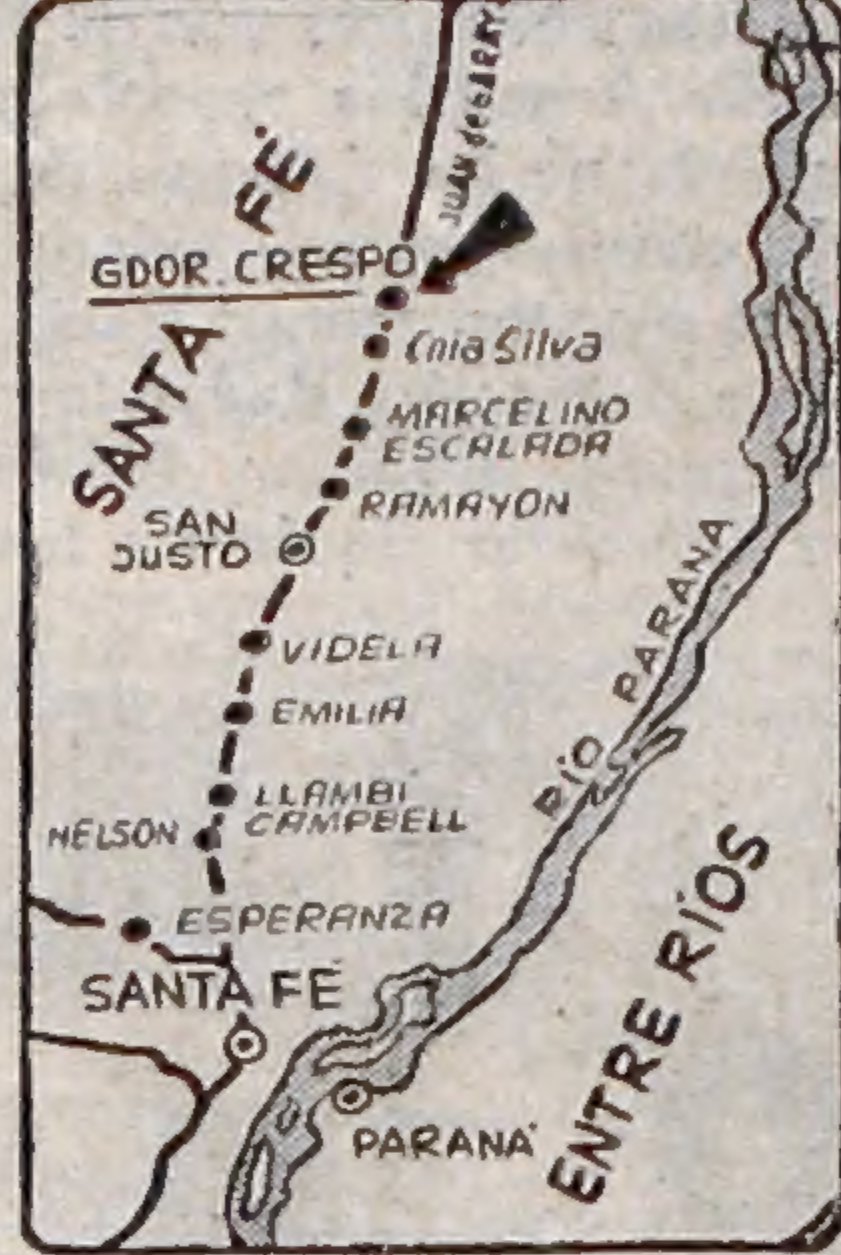 JUAN de GARAY
SANTA FÉ
GDOR. CRESPO
Cnia Silva
MARCELINO
ESCALADA
RAMAYON
SAN
JUSTO
VIDELA
EMILIA
RÍO PARANA
LLAMBI
CAMPBELL
NELSON
ESPERANZA
SANTA FÉ
ENTRE RÍOS
PARANÁ